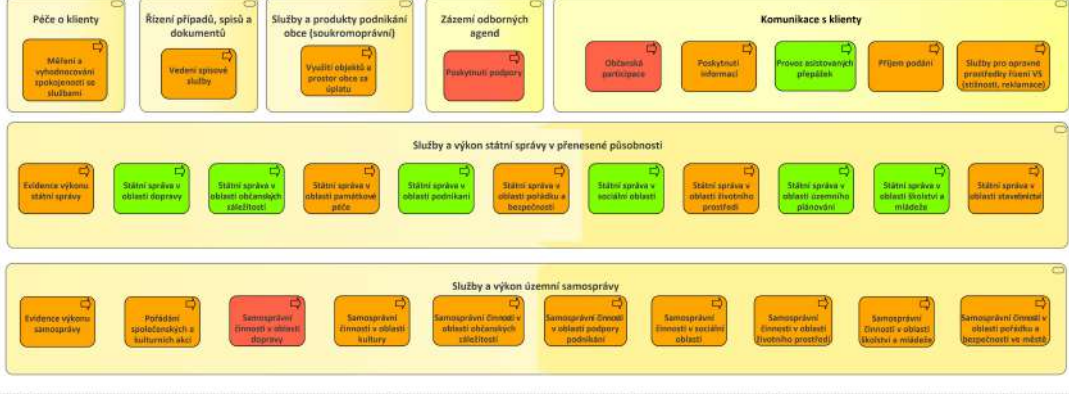 Péče o klienty
Měření a
vyhodnocování
spokojenosti se
službami
Řízení případů, spisů a
dokumentů
Vedení spisové
služby
Služby a produkty podnikání
obce (soukromoprávní)
Využití objektů a
prostor obce za
úplatu
Zázemí odborných
agend
Poskytnutí podpory
Komunikace s klienty
Občanská
participace
Poskytnutí
informací
Provoz asistovaných
přepážek
Příjem podání
Služby pro opravné
prostředky řízení VS
(stížnosti, reklamace)
Služby a výkon státní správy v přenesené působnosti
Evidence výkonu
státní správy
Státní správa v
oblasti dopravy
Státní správa v
oblasti občanských
záležitostí
Státní správa v
oblasti památkové
péče
Státní správa v
oblasti podnikání
Státní správa v
oblasti pořádku a
bezpečnosti
Státní správa v
sociální oblasti
Státní správa v
oblasti životního
prostředí
Státní správa v
oblasti územního
plánování
Státní správa v
oblasti školství a
mládeže
Státní správa v
oblasti stavebnictví
Služby a výkon územní samosprávy
Evidence výkonu
samosprávy
Pořádání
společenských a
kulturních akcí
Samosprávní
činnosti v oblasti
dopravy
Samosprávní
činnosti v oblasti
kultury
Samosprávní činnosti v
oblasti občanských
záležitostí
Samosprávní činnosti
v oblasti podpory
podnikání
Samosprávní
činnosti v sociální
oblasti
Samosprávní
činnosti v oblasti
životního prostředí
Samosprávní
činnosti v oblasti
školství a mládeže
Samosprávní činnosti v
oblasti pořádku a
bezpečnosti ve městě